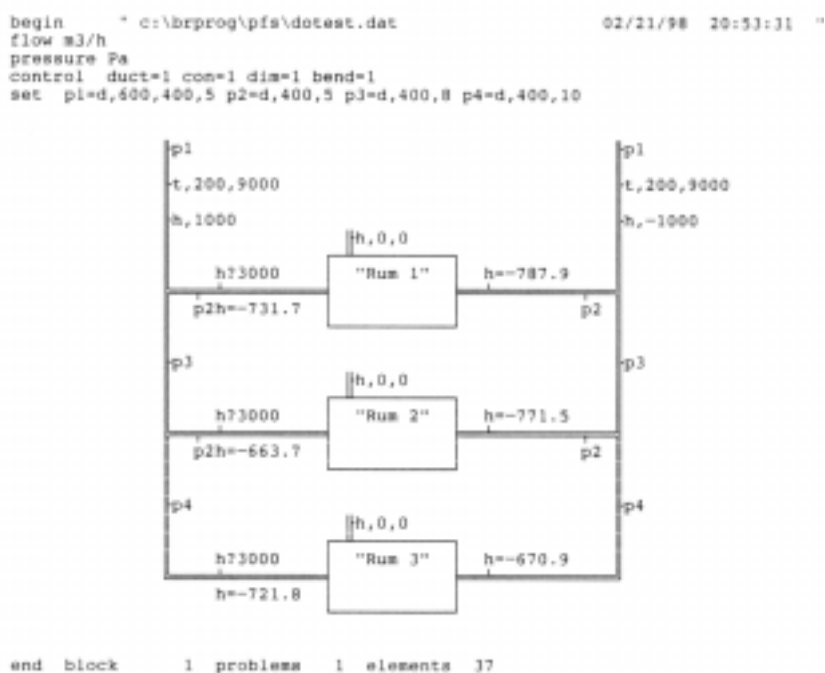 begin " c:\brprog\pfs\dotest.dat 02/21/98 20:53:31 "
flow m3/h
pressure Pa
control duct=1 con=1 dim=1 bend=1
set p1=d,600,400,5 p2=d,400,5 p3=d,400,8 p4=d,400,10
p1 p1
t,200,9000 t,200,9000
h,1000 h,-1000
h,0,0
h?3000 "Rum 1" h=-787.9
p2h=-731.7 p2
p3 p3
h,0,0
h?3000 "Rum 2" h=-771.5
p2h=-663.7 p2
p4 p4
h,0,0
h?3000 "Rum 3" h=-670.9
h=-721.8
end block 1 problems 1 elements 37